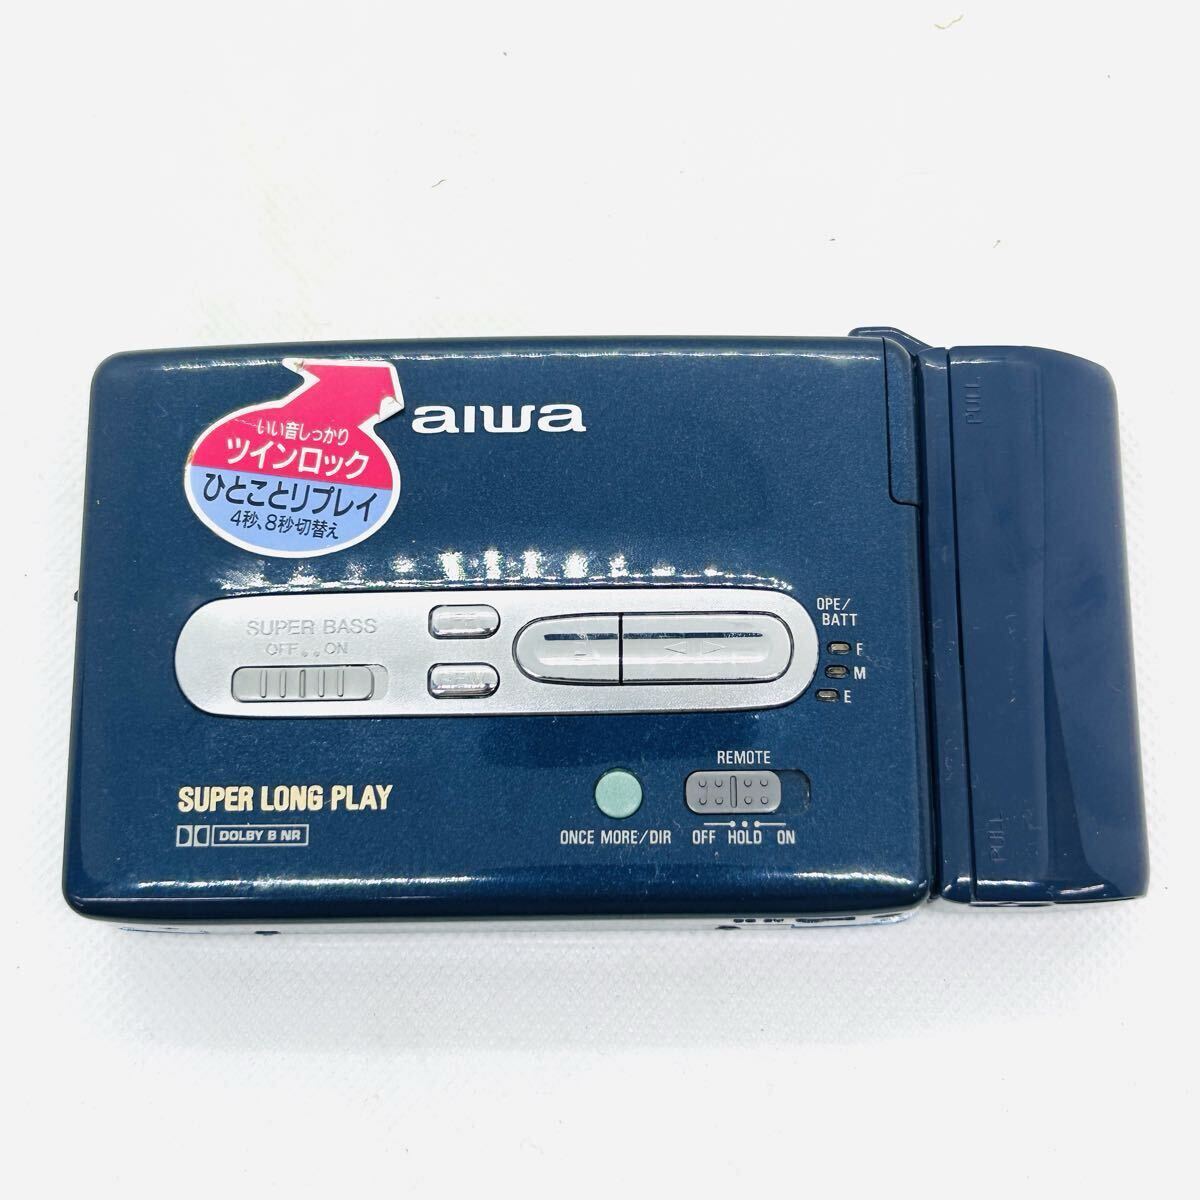 aiwa
いい音しっかり
ツインロック
ひとことリプレイ
4秒、8秒切替え
SUPER BASS
OFF ON
OPE/
BATT
F
M
E
SUPER LONG PLAY
DOLBY B NR
REMOTE
ONCE MORE/DIR
OFF HOLD ON
PULL
PULL